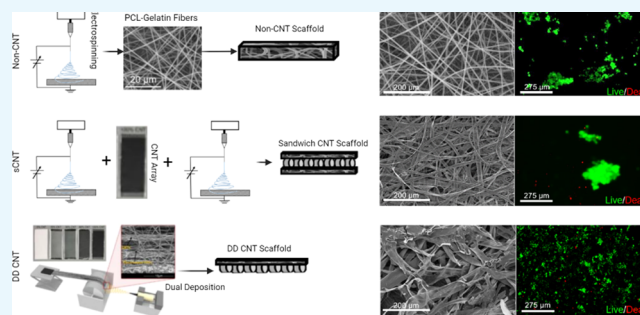 Non-CNT
lectrospinning
PCL-Gelatin Fibers
20 µm
Non-CNT Scaffold
200 µm
275 µm
Live/Dea
sCNT
CNT
Array
Sandwich CNT Scaffold
200 µm
275 µm
Live/Dea
DD CNT
Dual Deposition
DD CNT Scaffold
200 µm
275 µm
Live/Dea